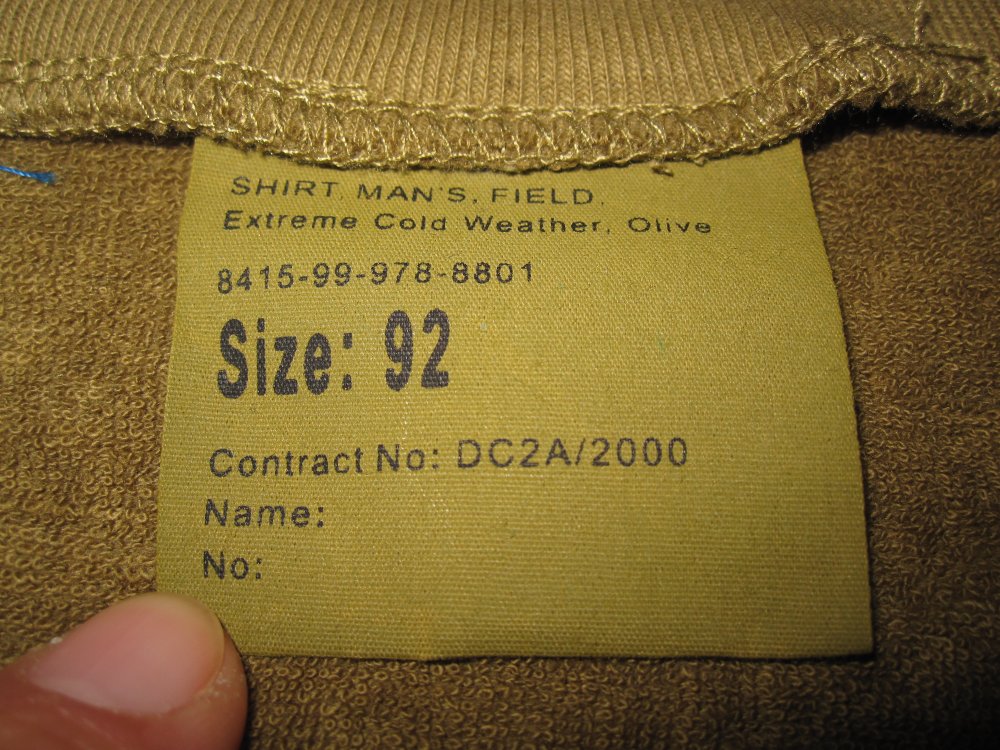 SHIRT, MAN'S, FIELD,
Extreme Cold Weather, Olive
8415-99-978-8801
Size: 92
Contract No: DC2A/2000
Name:
No: